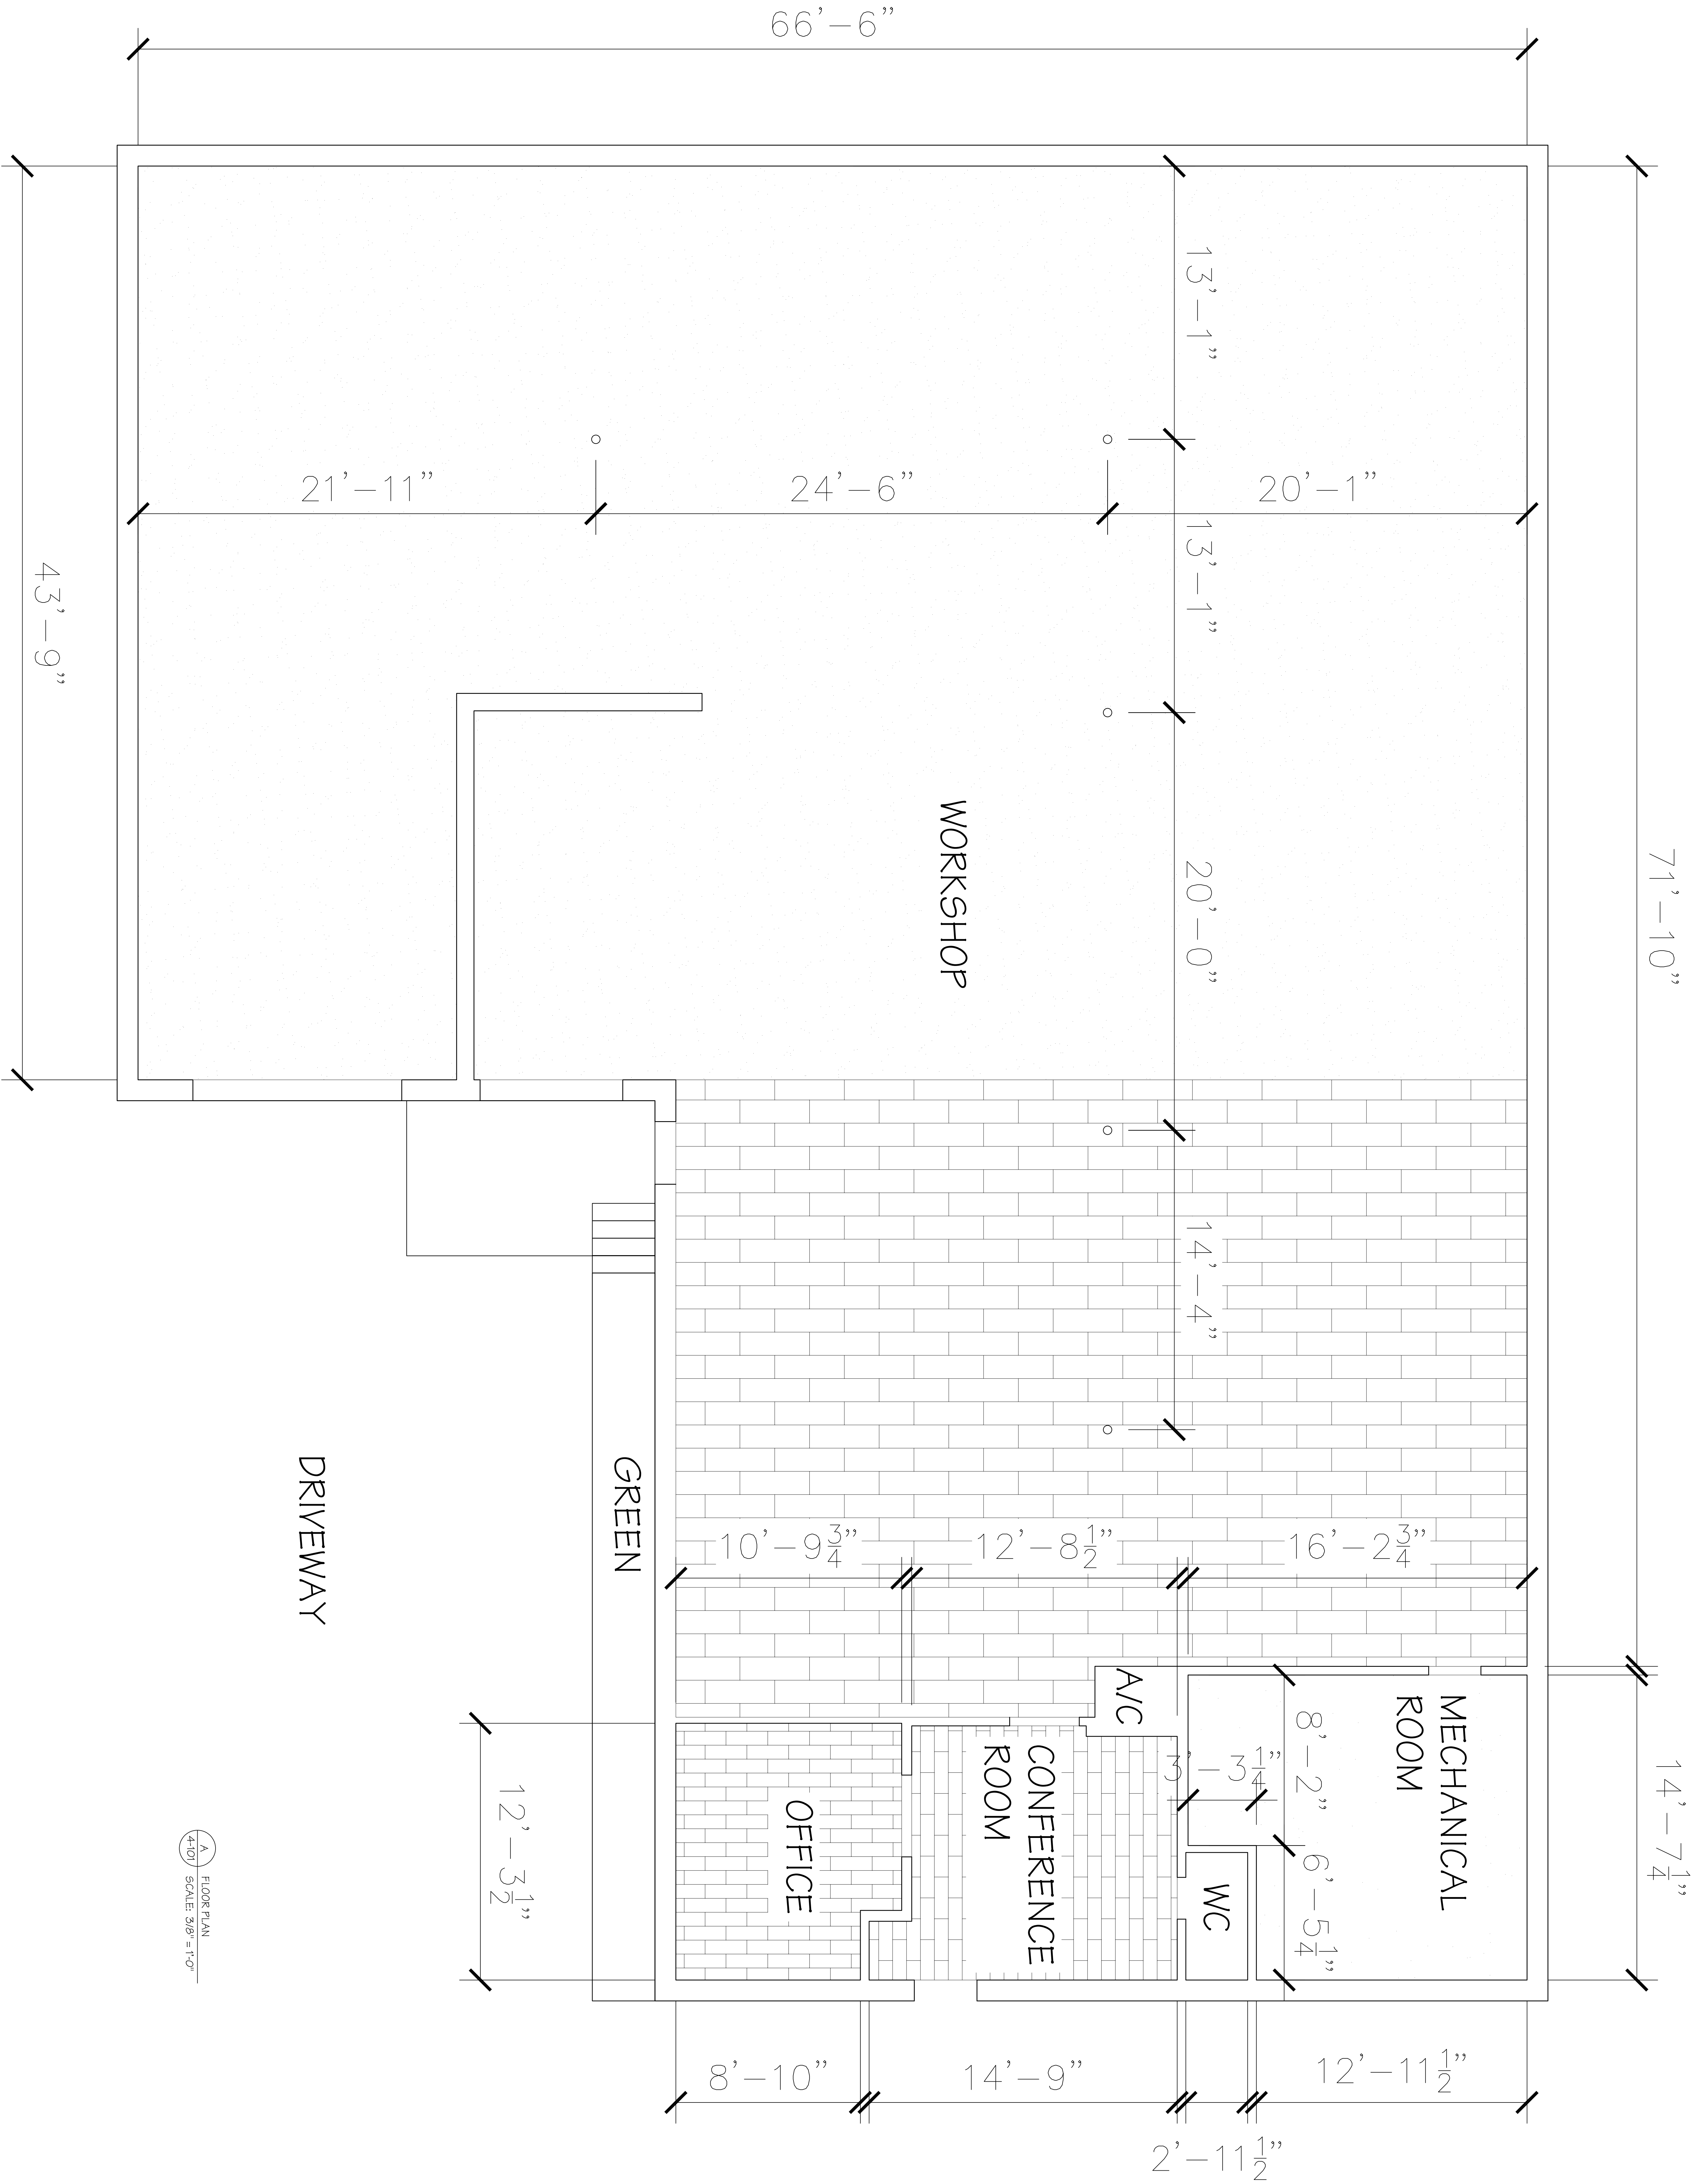 66'-6"
71'-10"
13'-1"
21'-11"
24'-6"
20'-1"
13'-1"
43'-9"
WORKSHOP
20'-0"
14'-4"
DRIVEWAY
GREEN
10'-9 3/4"
12'-8 1/2"
16'-2 3/4"
A/C
MECHANICAL
ROOM
8'-2"
3'-3 1/4"
14'-7 1/4"
CONFERENCE
ROOM
OFFICE
12'-3 1/2"
WC
6'-5 1/4"
A
4-101
FLOOR PLAN
SCALE: 3/8" = 1'-0"
8'-10"
14'-9"
12'-11 1/2"
2'-11 1/2"